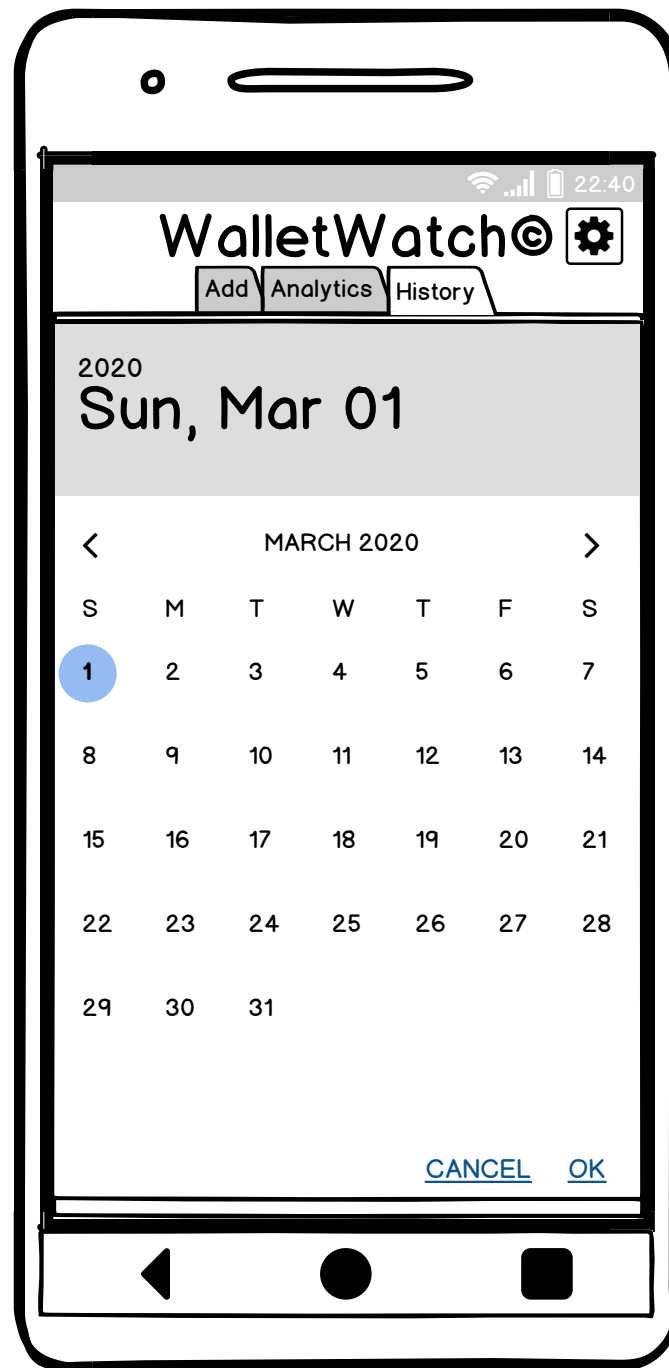 22:40
WalletWatch©
Add Analytics History
2020
Sun, Mar 01
MARCH 2020
S M T W T F S
1 2 3 4 5 6 7
8 9 10 11 12 13 14
15 16 17 18 19 20 21
22 23 24 25 26 27 28
29 30 31
CANCEL OK